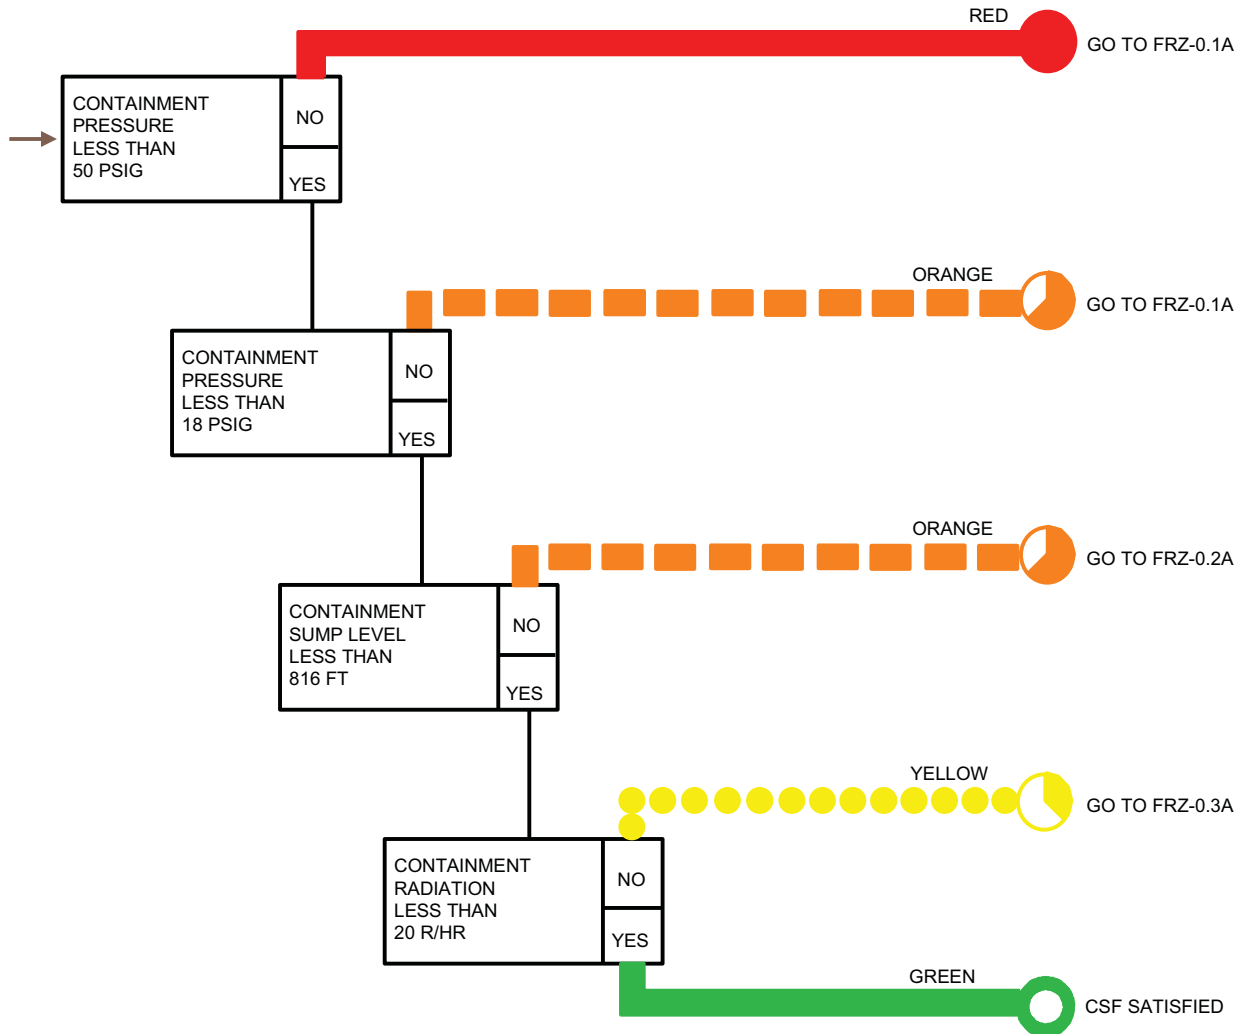 RED
GO TO FRZ-0.1A
CONTAINMENT
PRESSURE
LESS THAN
50 PSIG
NO
YES
ORANGE
GO TO FRZ-0.1A
CONTAINMENT
PRESSURE
LESS THAN
18 PSIG
NO
YES
ORANGE
GO TO FRZ-0.2A
CONTAINMENT
SUMP LEVEL
LESS THAN
816 FT
NO
YES
YELLOW
GO TO FRZ-0.3A
CONTAINMENT
RADIATION
LESS THAN
20 R/HR
NO
YES
GREEN
CSF SATISFIED